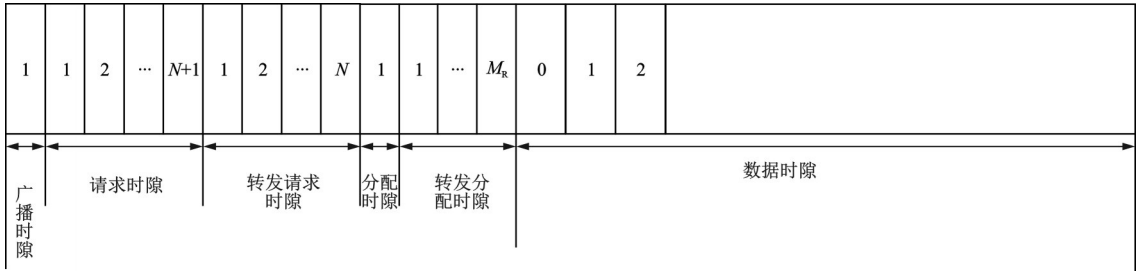 1 1 2 … N+1 1 2 … N 1 1 … M_R 0 1 2
广播时隙
请求时隙
转发请求
时隙
分配
时隙
转发分
配时隙
数据时隙